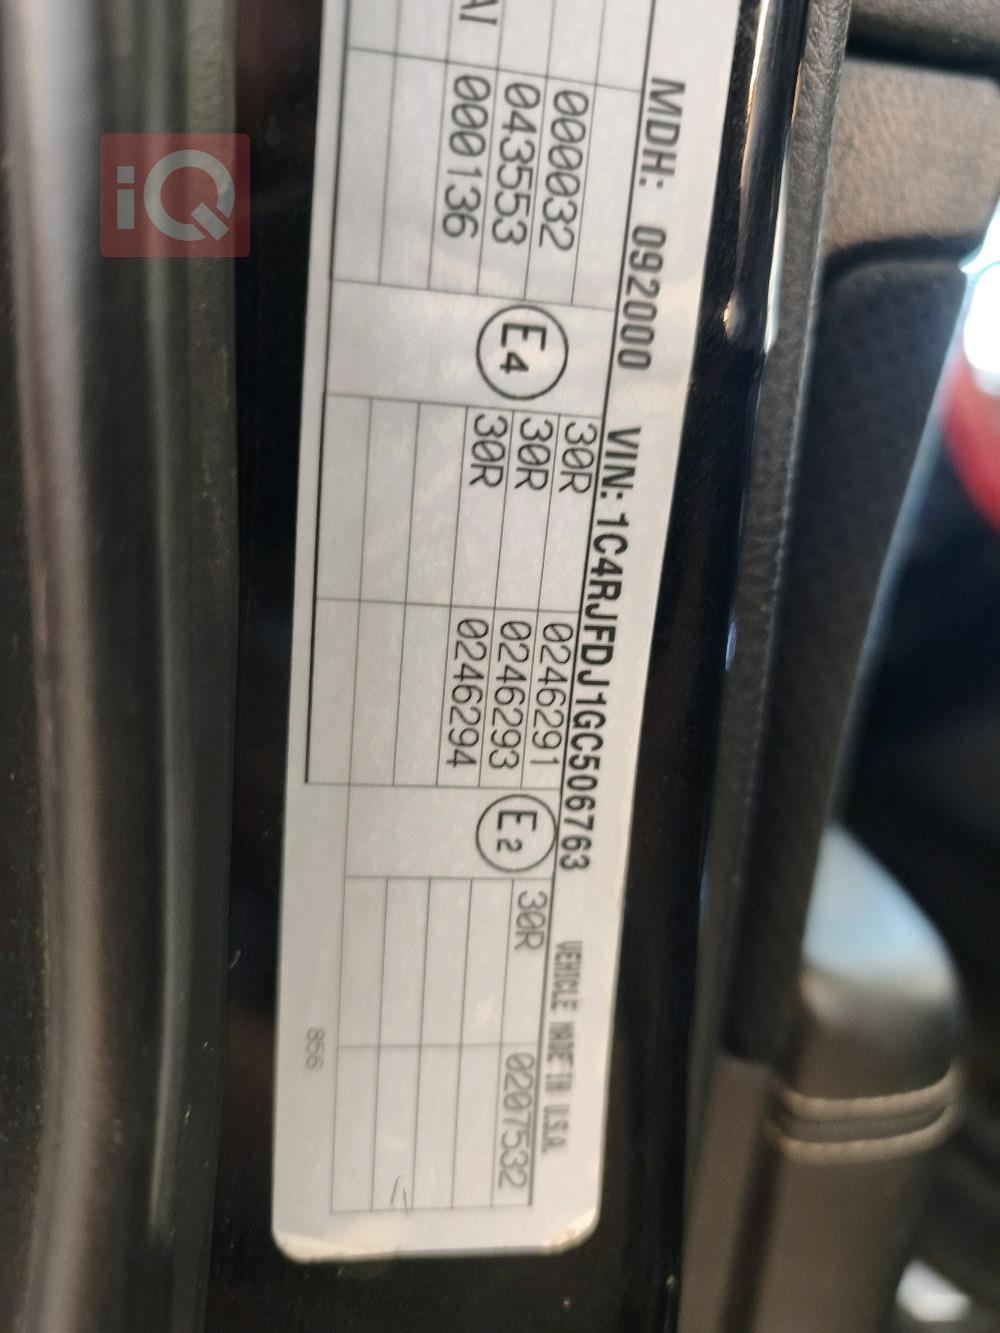 iQ
MDH: 092000 VIN: 1C4RJFDJ1GC506763 VEHICLE MADE IN U.S.A.
000032 30R 0246291
043553 E4 30R 0246293 E2 30R 0207532
AI 000136 30R 0246294
856